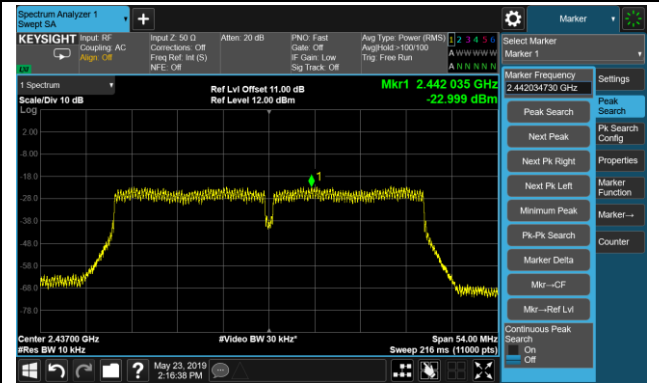 Spectrum Analyzer 1
Swept SA
Marker
KEYSIGHT Input: RF
Coupling: AC
Align: Off
Input Z: 50 Ω
Corrections: Off
Freq Ref: Int (S)
NFE: Off
Atten: 20 dB
PNO: Fast
Gate: Off
IF Gain: Low
Sig Track: Off
Avg Type: Power (RMS)
Avg|Hold:>100/100
Trig: Free Run
1 2 3 4 5 6
A W W W W W
A N N N N N
Select Marker
Marker 1
1 Spectrum
Scale/Div 10 dB
Log
Ref Lvl Offset 11.00 dB
Ref Level 12.00 dBm
Mkr1 2.442 035 GHz
-22.999 dBm
2.00
-8.00
-18.0
-28.0
-38.0
-48.0
-58.0
-68.0
-78.0
1
Center 2.43700 GHz
#Res BW 10 kHz
#Video BW 30 kHz*
Span 54.00 MHz
Sweep 216 ms (11000 pts)
Marker Frequency
2.442034730 GHz
Peak Search
Next Peak
Next Pk Right
Next Pk Left
Minimum Peak
Pk-Pk Search
Marker Delta
Mkr→CF
Mkr→Ref Lvl
Continuous Peak
Search
On
Off
Settings
Peak
Search
Pk Search
Config
Properties
Marker
Function
Marker→
Counter
?
May 23, 2019
2:16:38 PM